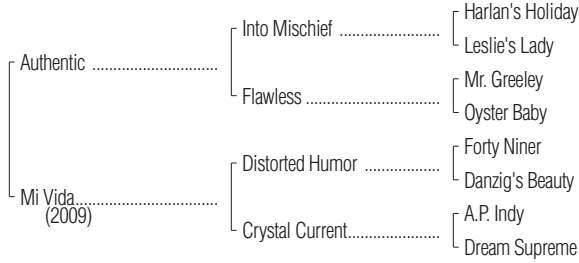 Harlan's Holiday
Into Mischief ....................
Leslie's Lady
Authentic .........................
Mr. Greeley
Flawless ...........................
Oyster Baby
Forty Niner
Distorted Humor ...............
Danzig's Beauty
Mi Vida.............................
(2009)
A.P. Indy
Crystal Current...................
Dream Supreme